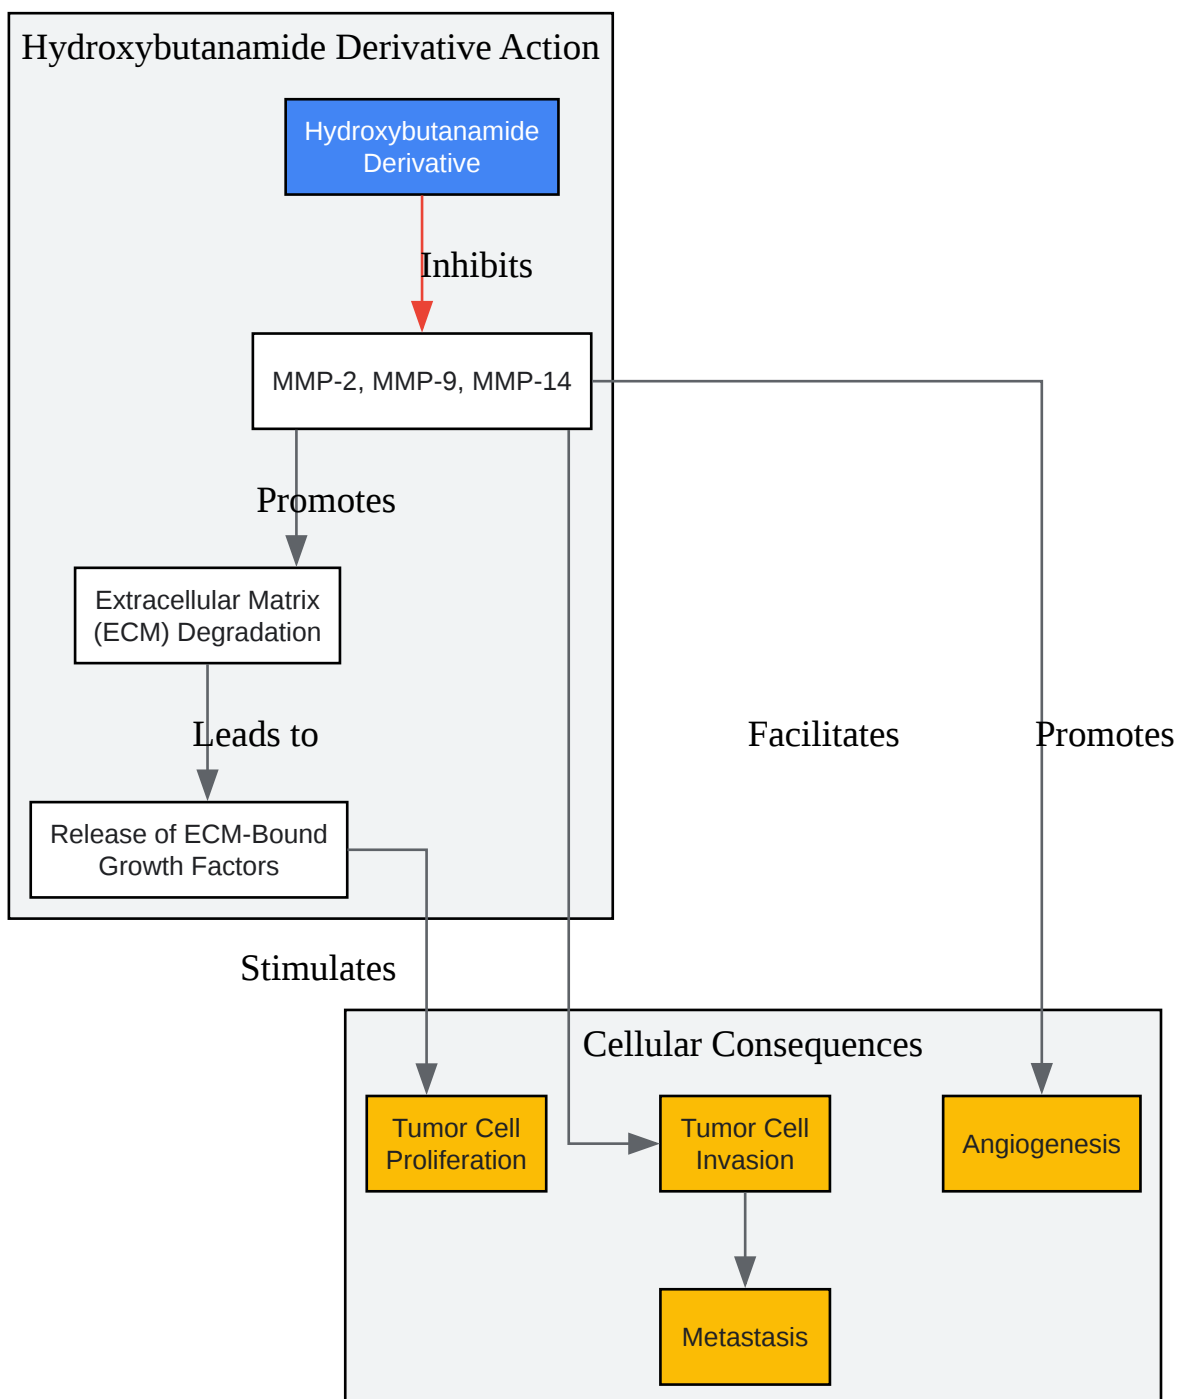 Hydroxybutanamide Derivative Action
Hydroxybutanamide
Derivative
Inhibits
MMP-2, MMP-9, MMP-14
Promotes
Extracellular Matrix
(ECM) Degradation
Leads to
Facilitates
Promotes
Release of ECM-Bound
Growth Factors
Stimulates
Cellular Consequences
Tumor Cell
Proliferation
Tumor Cell
Invasion
Angiogenesis
Metastasis